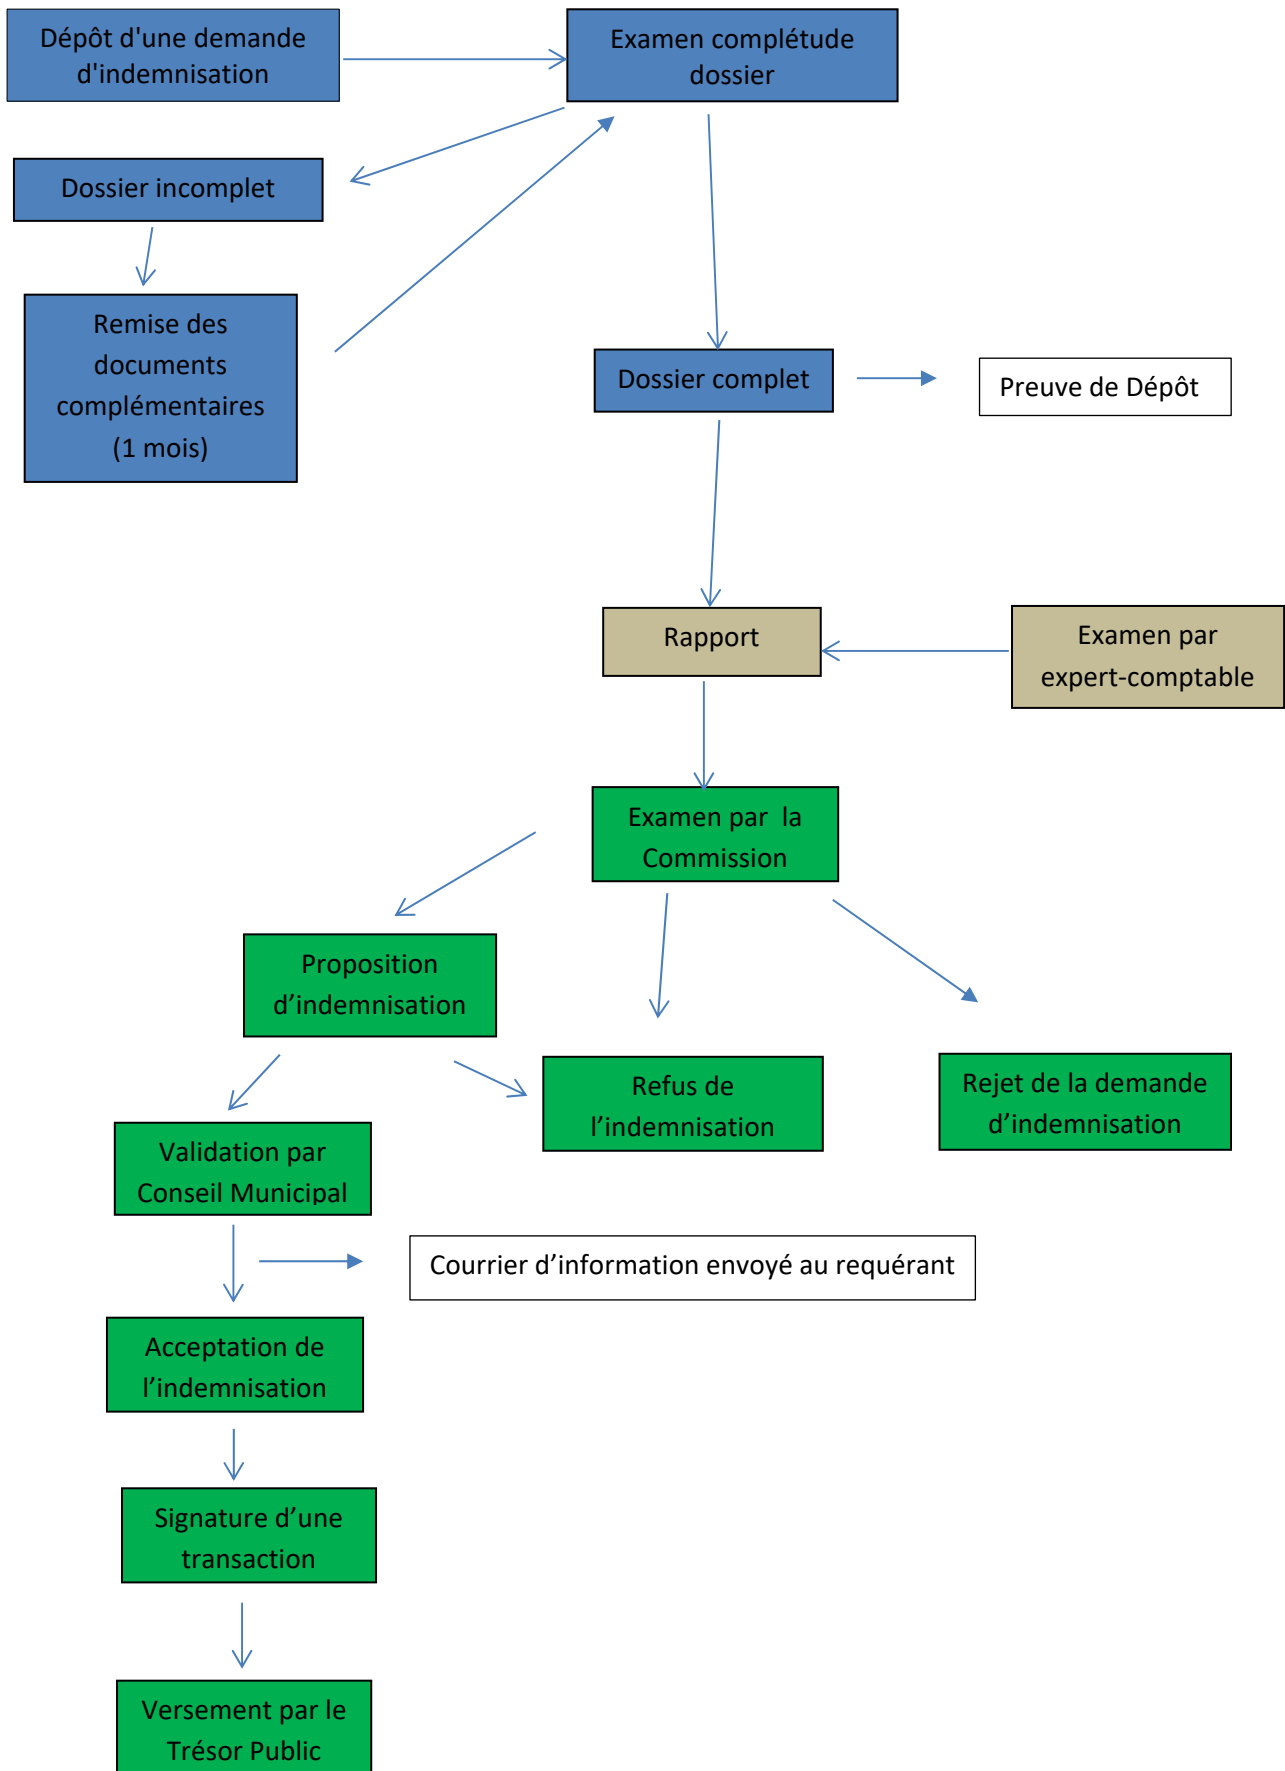 Dépôt d'une demande
d'indemnisation
Examen complétude
dossier
Dossier incomplet
Remise des
documents
complémentaires
(1 mois)
Dossier complet
Preuve de Dépôt
Rapport
Examen par
expert-comptable
Examen par  la
Commission
Proposition
d’indemnisation
Refus de
l’indemnisation
Rejet de la demande
d’indemnisation
Validation par
Conseil Municipal
Courrier d’information envoyé au requérant
Acceptation de
l’indemnisation
Signature d’une
transaction
Versement par le
Trésor Public